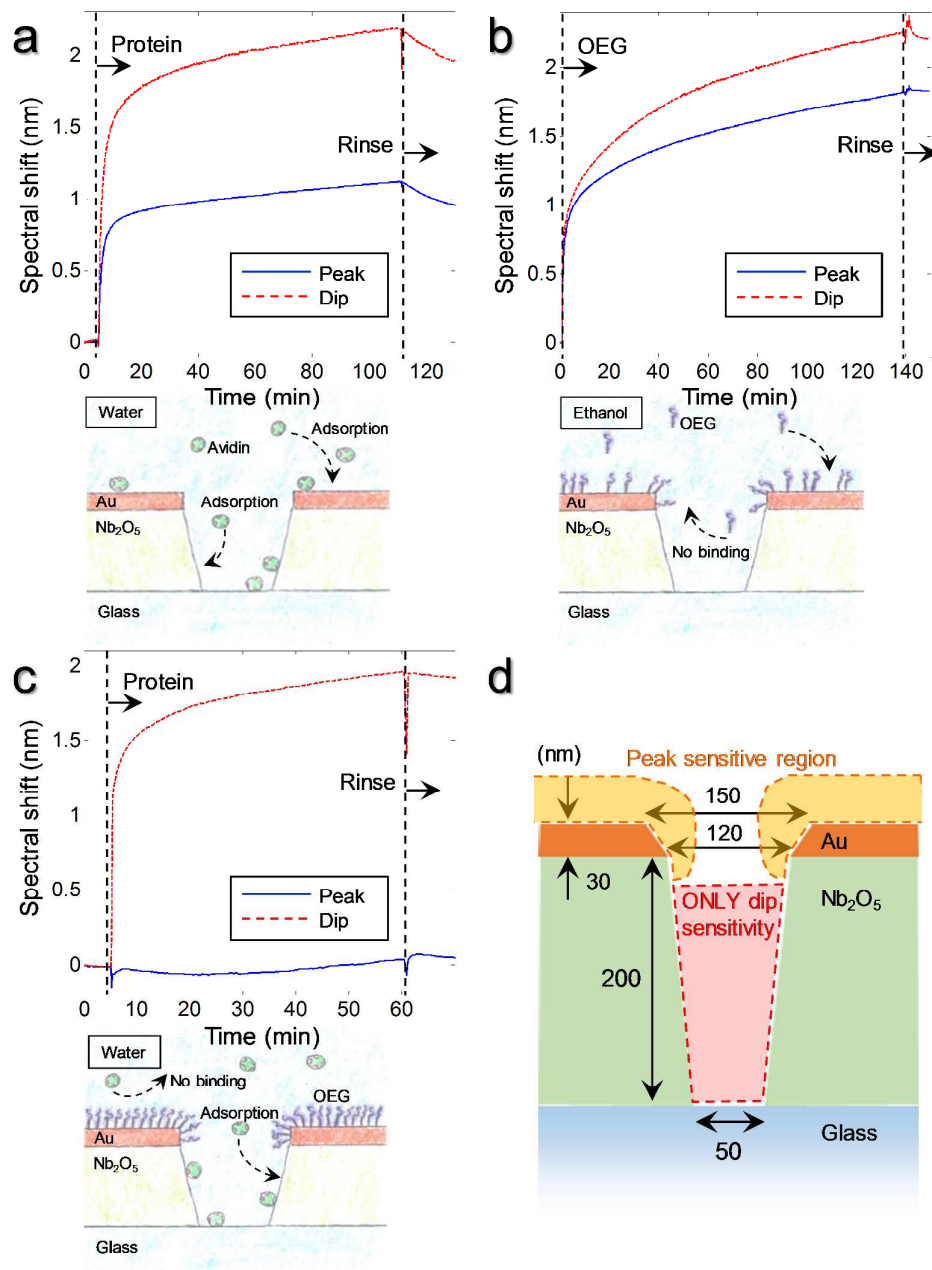 a
Spectral shift (nm)
2
1.5
1
0.5
0
Protein
Rinse
Peak
Dip
0 20 40 60 80 100 120
Time (min)
Water
Avidin
Adsorption
Adsorption
Au
Nb2O5
Glass
b
Spectral shift (nm)
2
1.5
1
0.5
0
OEG
Rinse
Peak
Dip
0 20 40 60 80 100 120 140
Time (min)
Ethanol
OEG
Au
Nb2O5
No binding
Glass
c
Spectral shift (nm)
2
1.5
1
0.5
0
Protein
Rinse
Peak
Dip
0 10 20 30 40 50 60
Time (min)
Water
No binding
OEG
Adsorption
Au
Nb2O5
Glass
d
(nm)
Peak sensitive region
150
120
Au
30
Nb2O5
ONLY dip
sensitivity
200
Glass
50